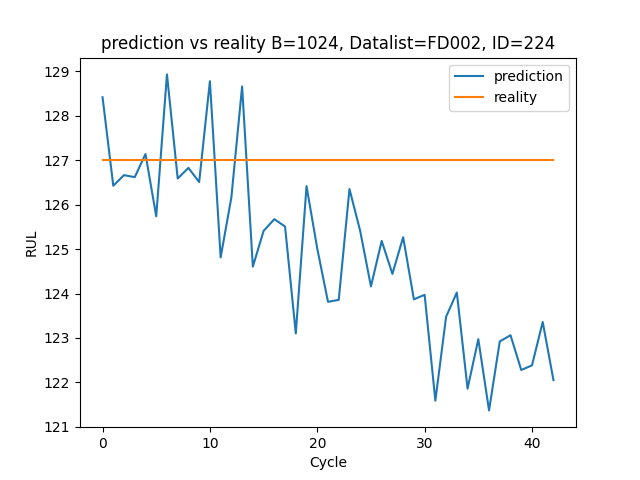 prediction vs reality B=1024, Datalist=FD002, ID=224
prediction
reality
RUL
129
128
127
126
125
124
123
122
121
0 10 20 30 40
Cycle